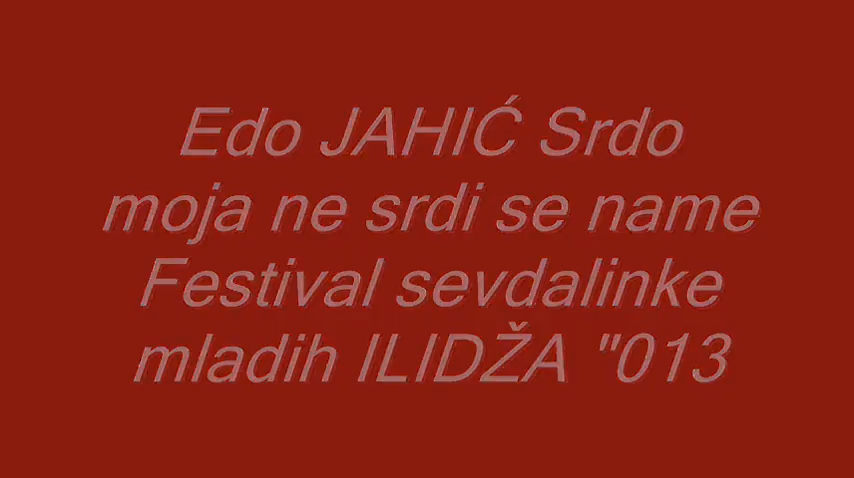 Edo JAHIĆ Srdo
moja ne srdi se name
Festival sevdalinke
mladih ILIDŽA "013